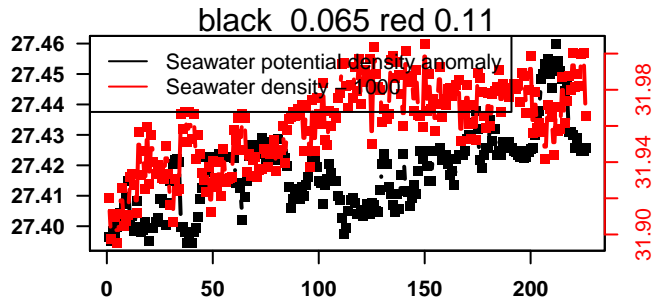 black 0.065 red 0.11
27.46
27.45
27.44
27.43
27.42
27.41
27.40
Seawater potential density anomaly
Seawater density − 1000
31.98
31.94
31.90
0 50 100 150 200